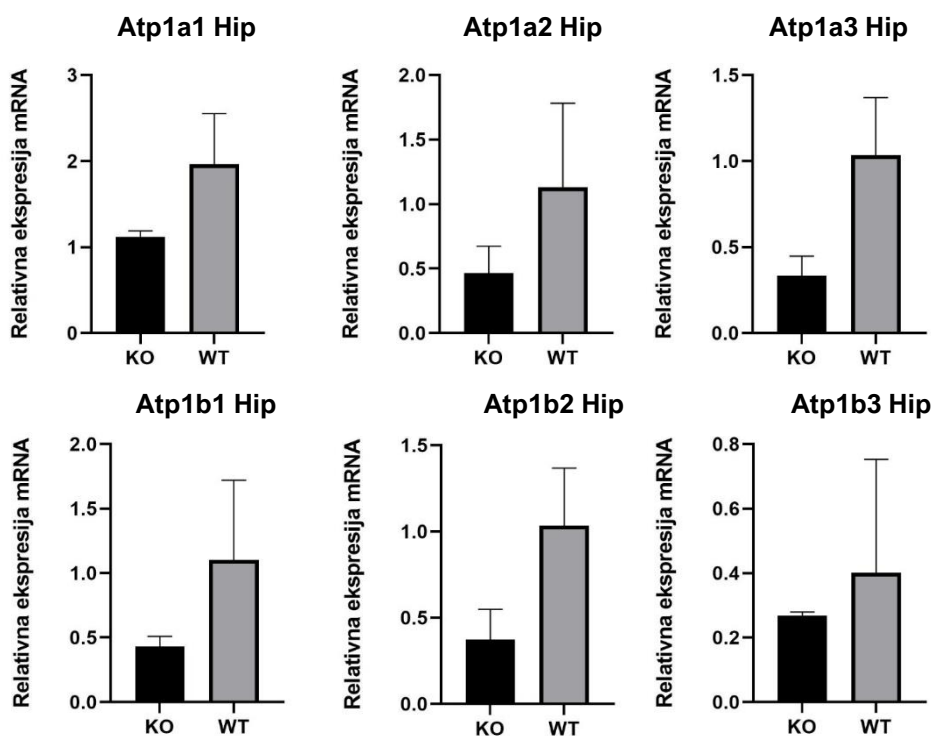 Atp1a1 Hip
Relativna ekspresija mRNA
3
2
1
0
KO WT
Atp1a2 Hip
Relativna ekspresija mRNA
2.0
1.5
1.0
0.5
0.0
KO WT
Atp1a3 Hip
Relativna ekspresija mRNA
1.5
1.0
0.5
0.0
KO WT
Atp1b1 Hip
Relativna ekspresija mRNA
2.0
1.5
1.0
0.5
0.0
KO WT
Atp1b2 Hip
Relativna ekspresija mRNA
1.5
1.0
0.5
0.0
KO WT
Atp1b3 Hip
Relativna ekspresija mRNA
0.8
0.6
0.4
0.2
0.0
KO WT